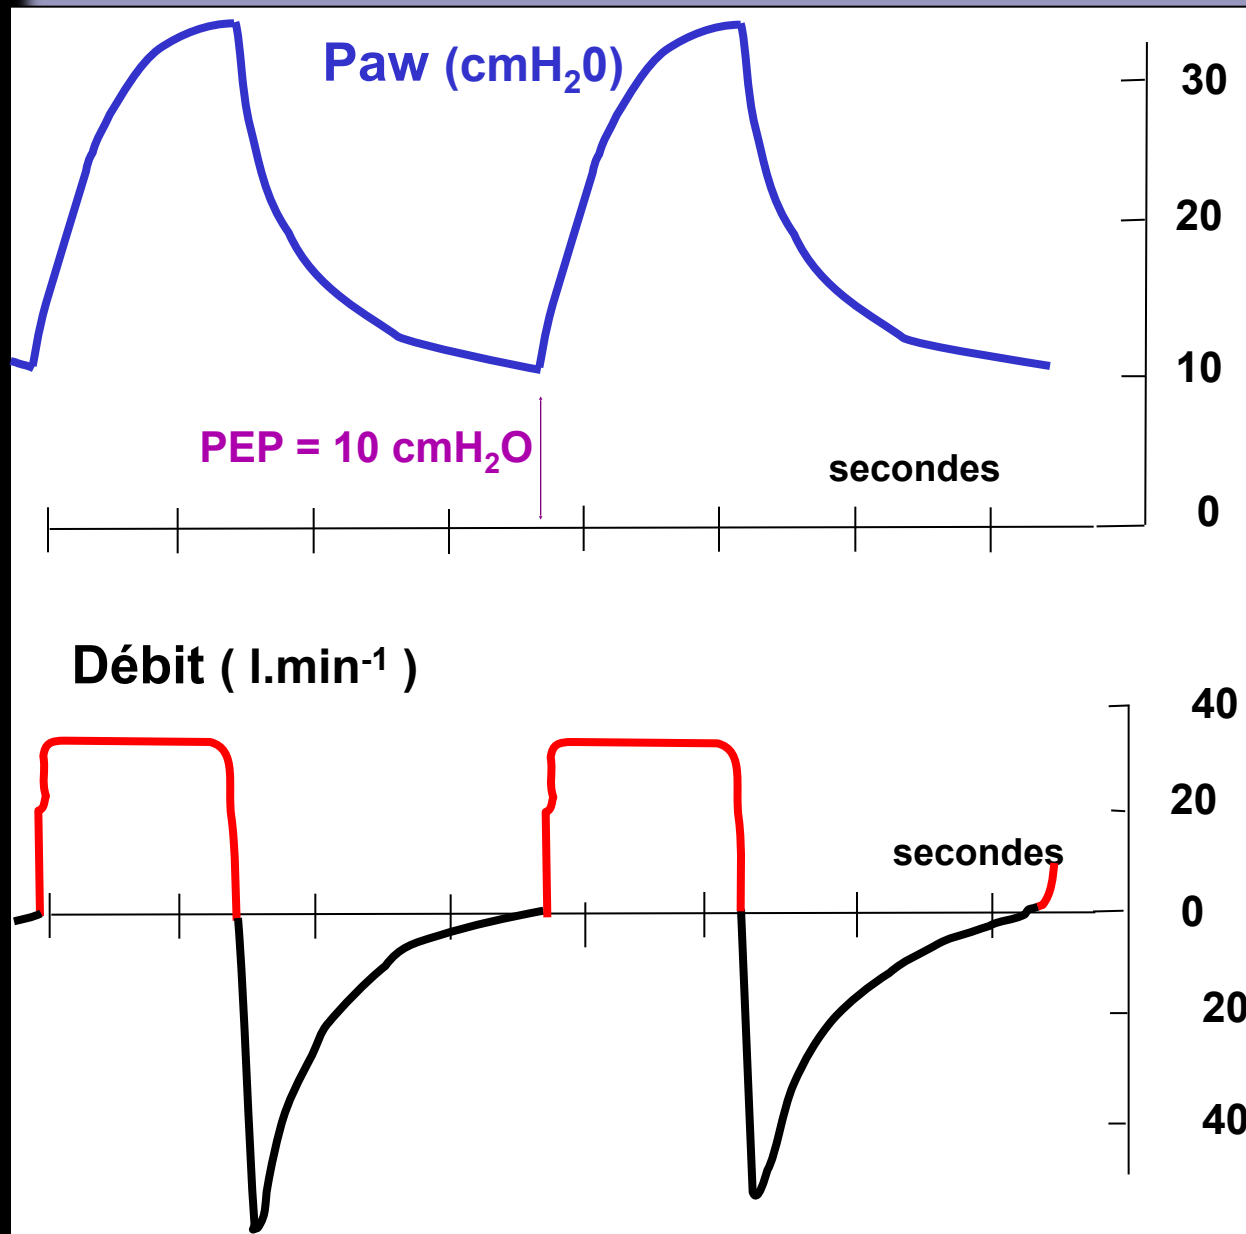 Paw (cmH₂0)
30
20
10
PEP = 10 cmH₂O
secondes
0
Débit ( l.min⁻¹ )
40
20
secondes
0
20
40